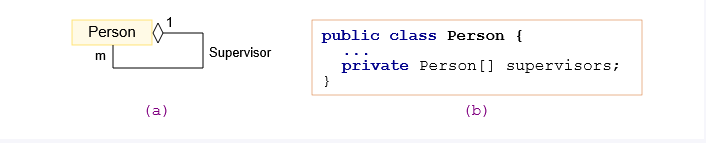 Person
1
m
Supervisor
(a)
public class Person {
...
private Person[] supervisors;
}
(b)